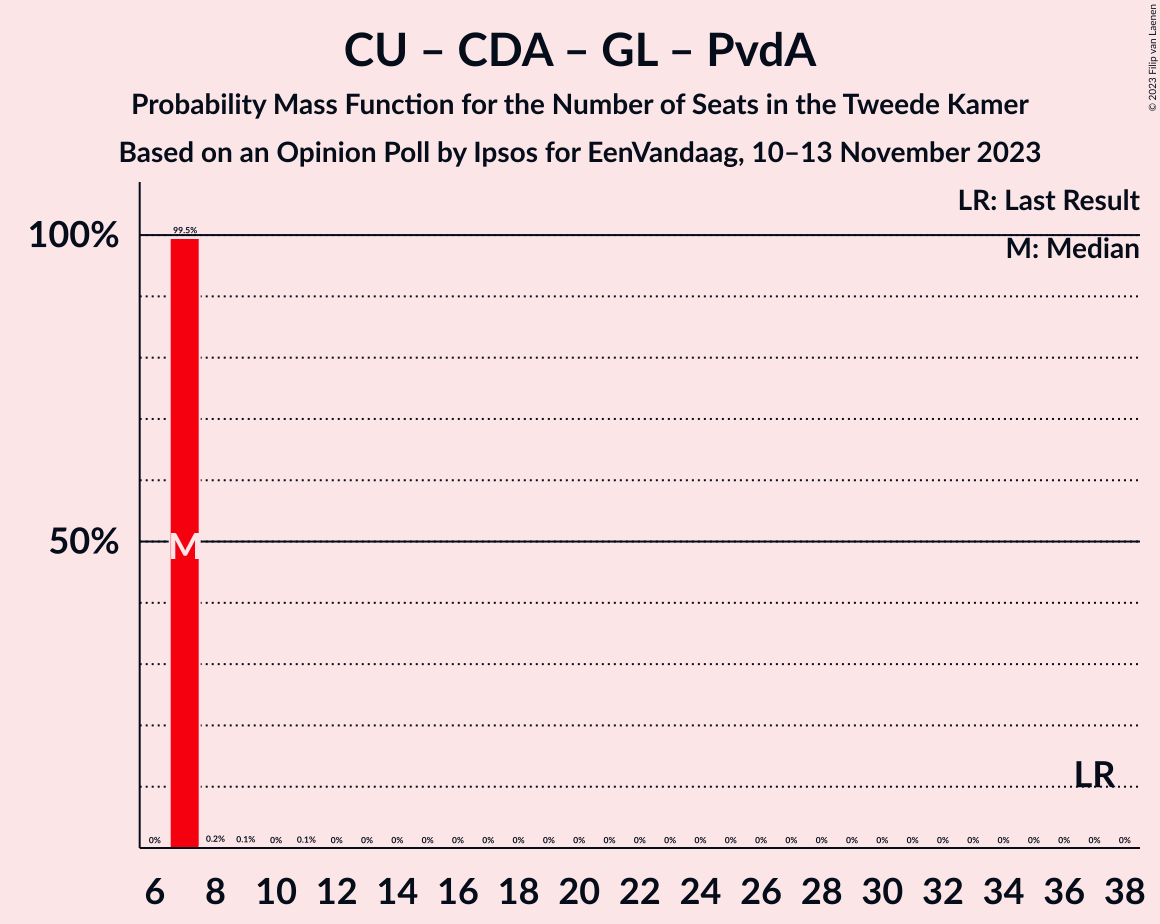 CU – CDA – GL – PvdA
Probability Mass Function for the Number of Seats in the Tweede Kamer
Based on an Opinion Poll by Ipsos for EenVandaag, 10–13 November 2023
© 2023 Filip van Laenen
LR: Last Result
M: Median
100%
50%
99.5%
M
LR
0% 0.2% 0.1% 0% 0.1% 0% 0% 0% 0% 0% 0% 0% 0% 0% 0% 0% 0% 0% 0% 0% 0% 0% 0% 0% 0% 0% 0% 0% 0% 0% 0% 0%
6 8 10 12 14 16 18 20 22 24 26 28 30 32 34 36 38